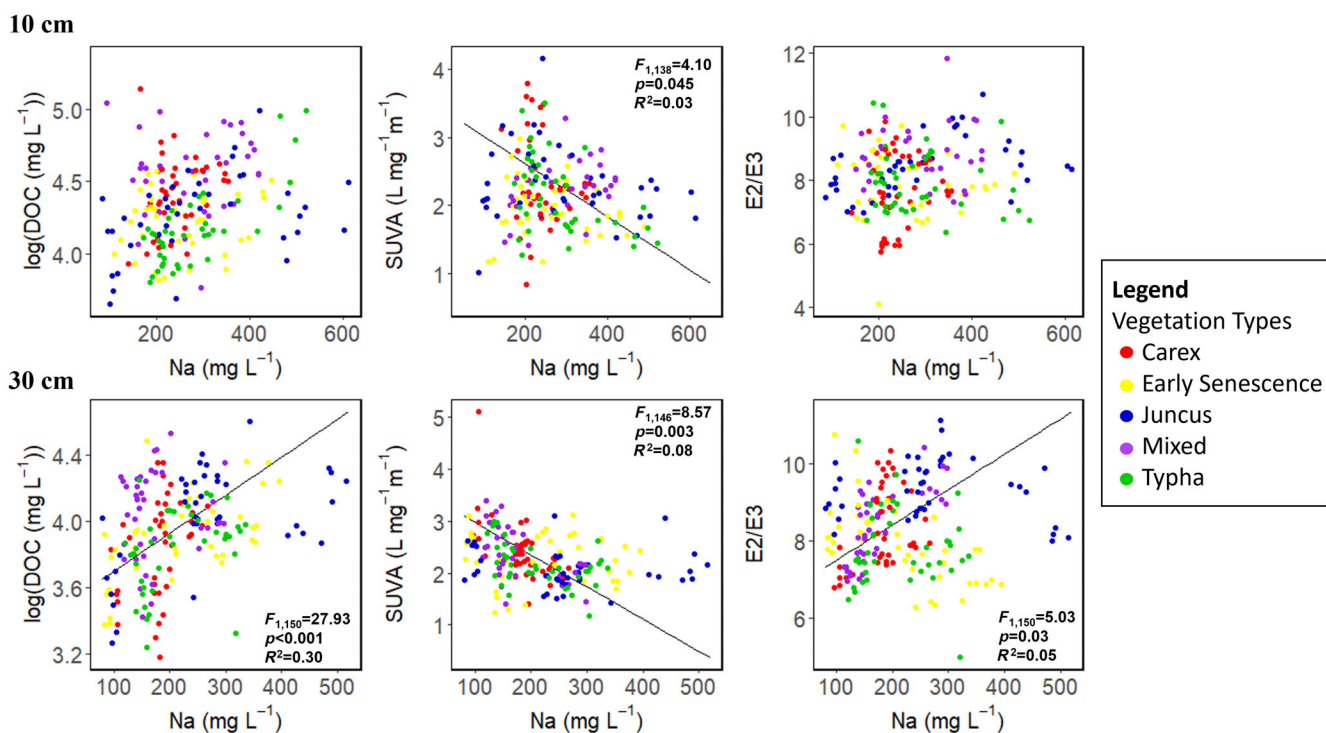 10 cm
log(DOC (mg L⁻¹))
5.0
4.5
4.0
200
400
600
Na (mg L⁻¹)
SUVA (L mg⁻¹m⁻¹)
4
3
2
1
F1,138=4.10
p=0.045
R²=0.03
200
400
600
Na (mg L⁻¹)
E2/E3
12
10
8
6
4
200
400
600
Na (mg L⁻¹)
Legend
Vegetation Types
Carex
Early Senescence
Juncus
Mixed
Typha
30 cm
log(DOC (mg L⁻¹))
4.4
4.0
3.6
3.2
F1,150=27.93
p<0.001
R²=0.30
100
200
300
400
500
Na (mg L⁻¹)
SUVA (L mg⁻¹m⁻¹)
5
4
3
2
1
F1,146=8.57
p=0.003
R²=0.08
100
200
300
400
500
Na (mg L⁻¹)
E2/E3
10
8
6
F1,150=5.03
p=0.03
R²=0.05
100
200
300
400
500
Na (mg L⁻¹)